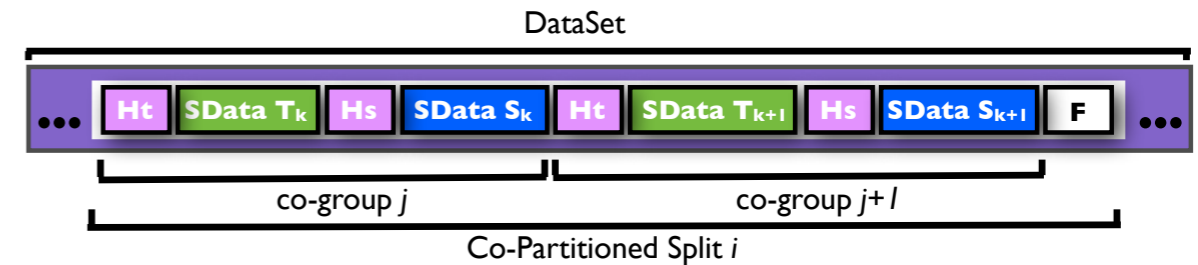 DataSet
... Ht SData Tk Hs SData Sk Ht SData Tk+1 Hs SData Sk+1 F ...
co-group j co-group j+1
Co-Partitioned Split i